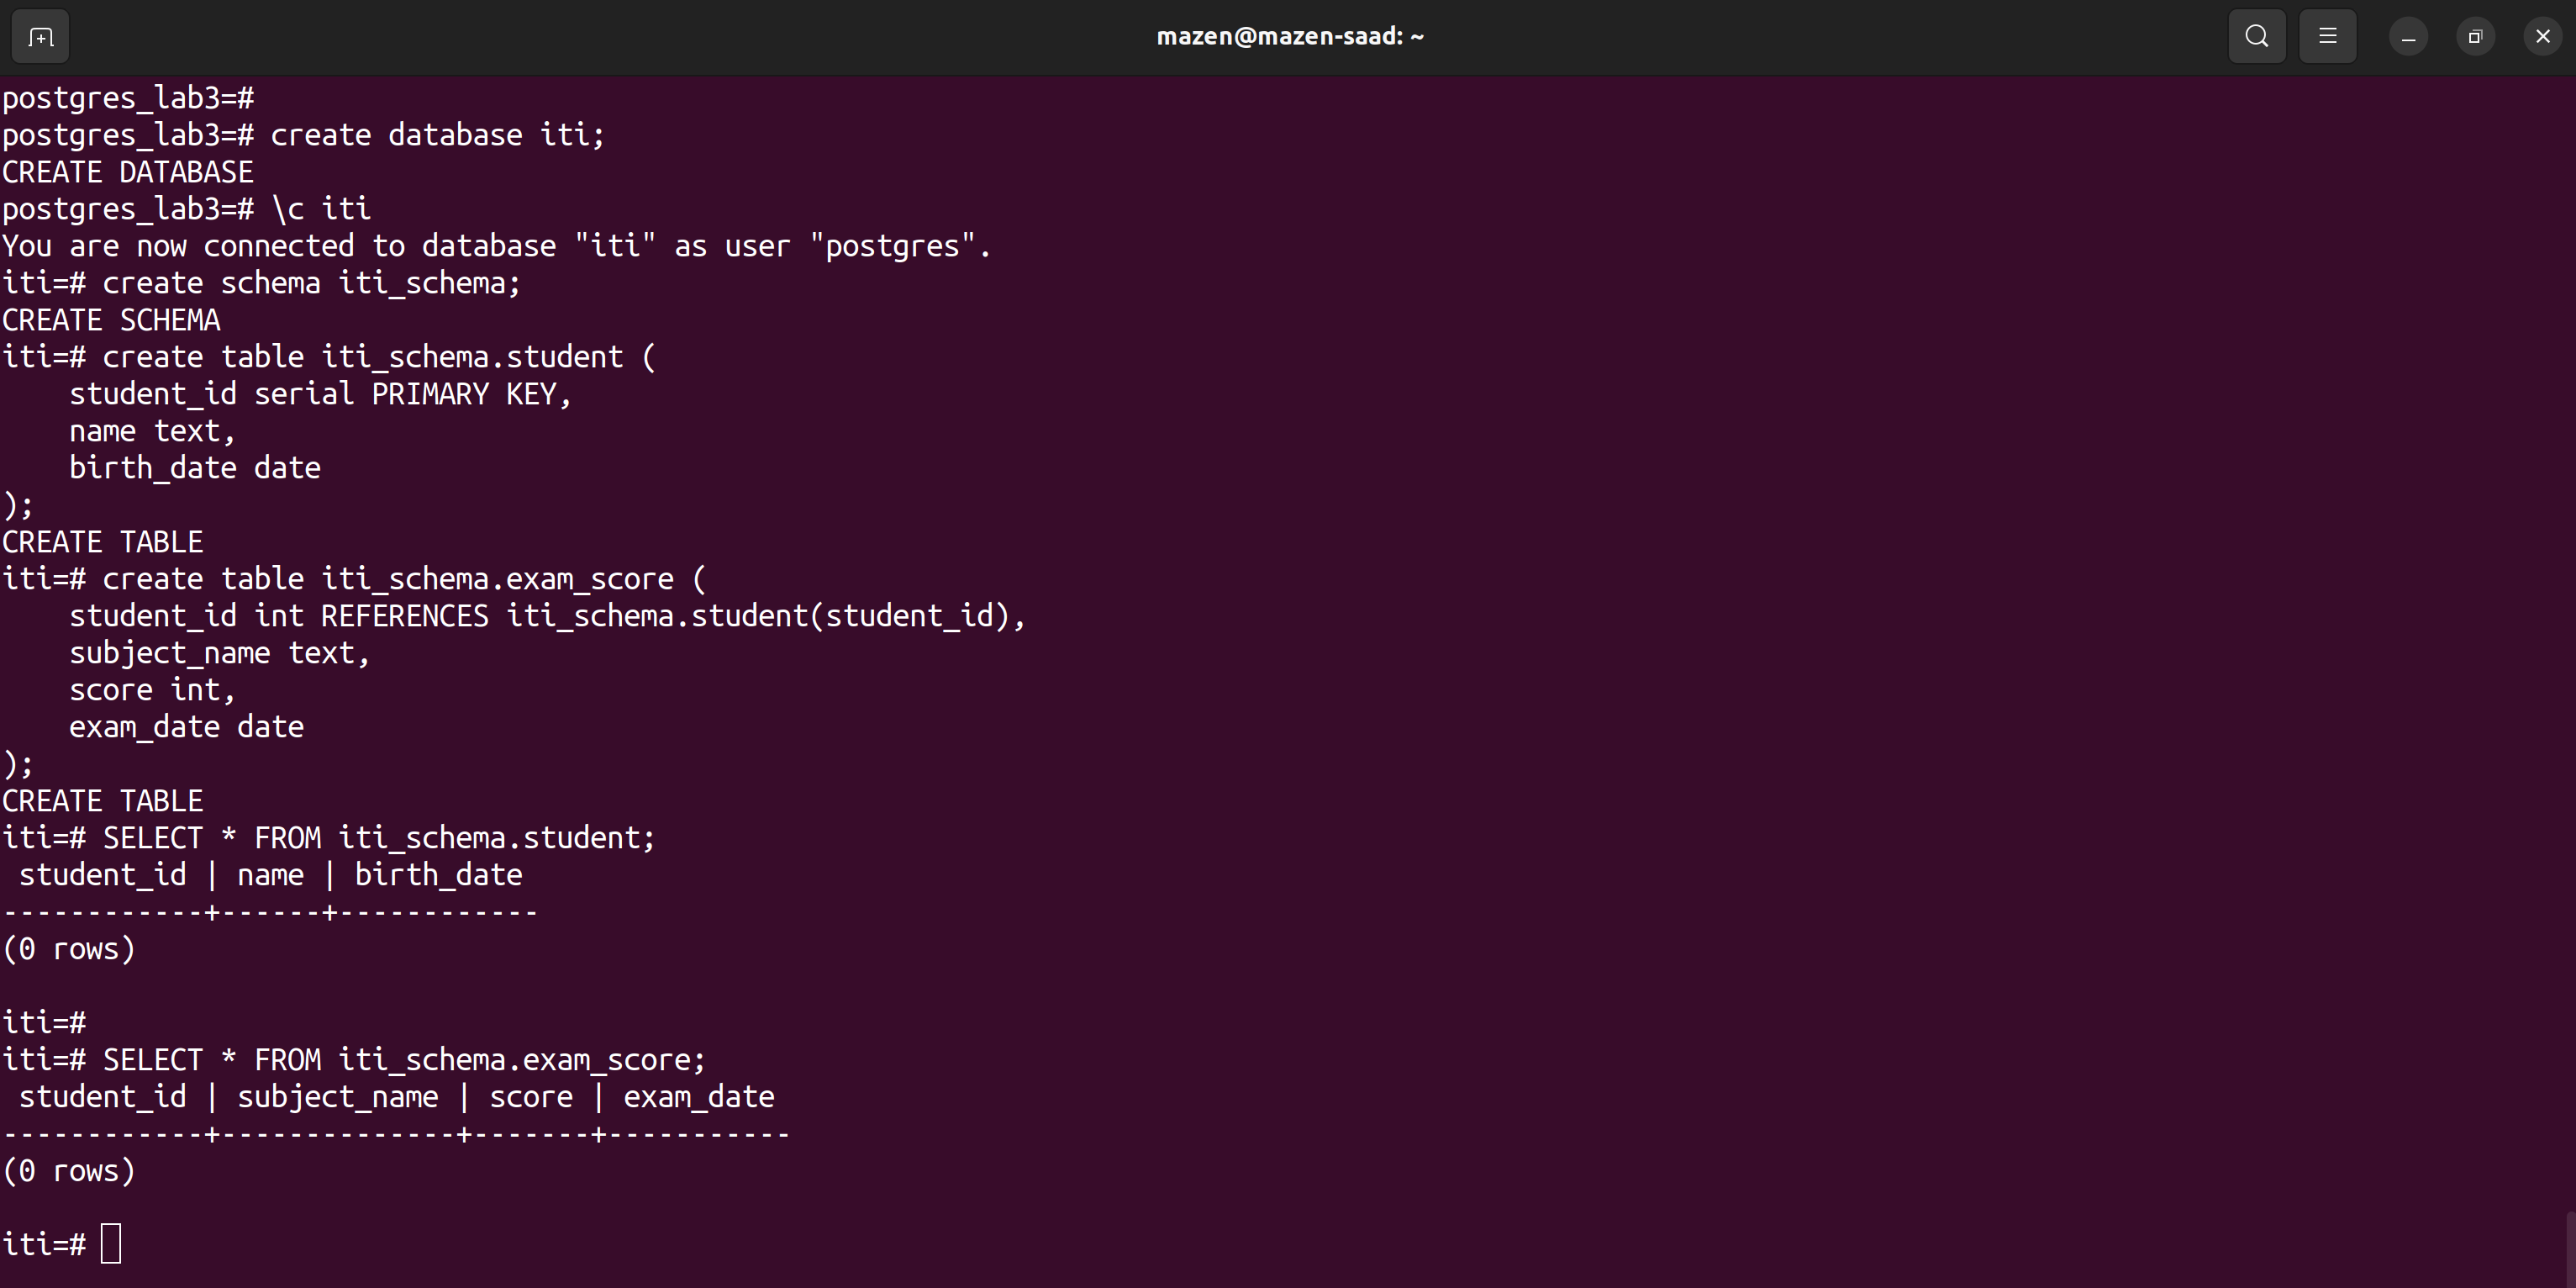 mazen@mazen-saad: ~
postgres_lab3=#
postgres_lab3=# create database iti;
CREATE DATABASE
postgres_lab3=# \c iti
You are now connected to database "iti" as user "postgres".
iti=# create schema iti_schema;
CREATE SCHEMA
iti=# create table iti_schema.student (
    student_id serial PRIMARY KEY,
    name text,
    birth_date date
);
CREATE TABLE
iti=# create table iti_schema.exam_score (
    student_id int REFERENCES iti_schema.student(student_id),
    subject_name text,
    score int,
    exam_date date
);
CREATE TABLE
iti=# SELECT * FROM iti_schema.student;
 student_id | name | birth_date
------------+------+------------
(0 rows)

iti=#
iti=# SELECT * FROM iti_schema.exam_score;
 student_id | subject_name | score | exam_date
------------+--------------+-------+-----------
(0 rows)

iti=#